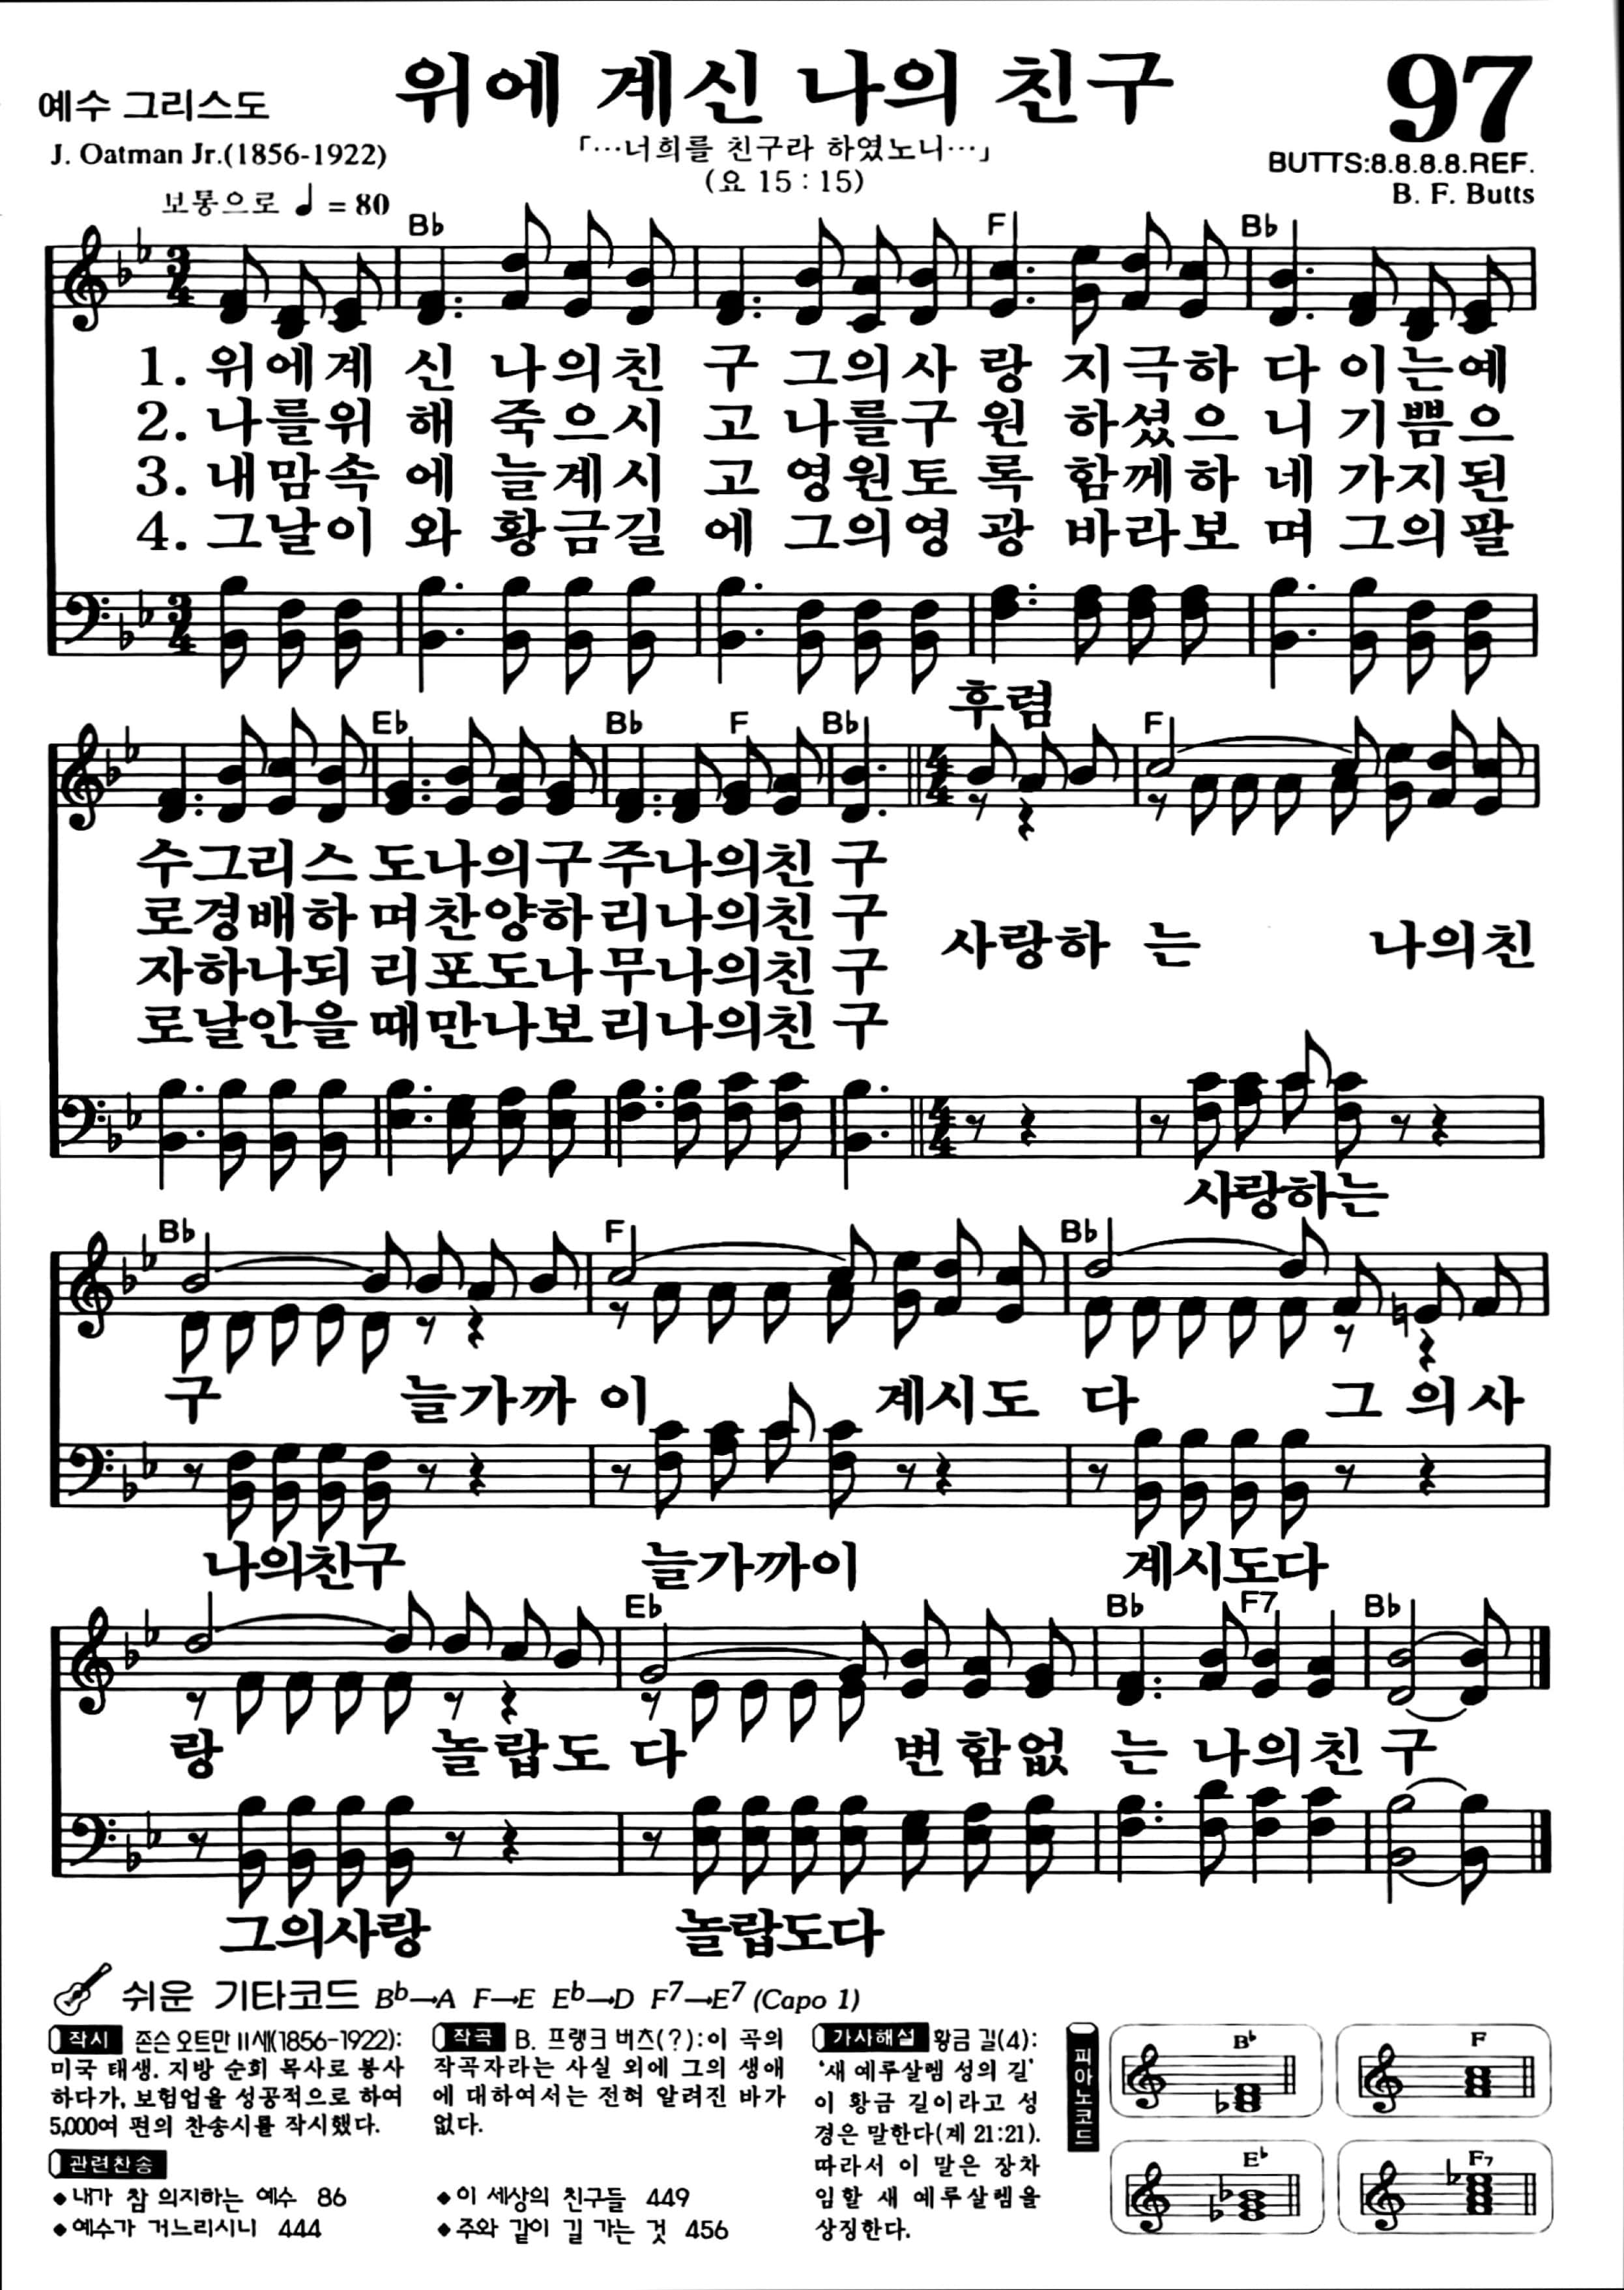 예수 그리스도
위에 계신 나의 친구
97
J. Oatman Jr.(1856-1922)
「…너희를 친구라 하였노니…」
(요 15 : 15)
BUTTS:8.8.8.8.REF.
B. F. Butts
보통으로 ♩ = 80
B♭ F B♭
1. 위에계 신 나의친 구 그의사 랑 지극하 다 이는예
2. 나를위 해 죽으시 고 나를구 원 하셨으 니 기쁨으
3. 내맘속 에 늘계시 고 영원토 록 함께하 네 가지된
4. 그날이 와 황금길 에 그의영 광 바라보 며 그의팔
후렴
E♭ B♭ F B♭ F
수그리스 도나의구 주나의친 구
로경배하 며찬양하 리나의친 구
자하나되 리포도나 무나의친 구
로날안을 때만나보 리나의친 구
사랑하 는 나의친
사랑하는
B♭ F B♭
구 늘가까 이 계시도 다 그 의사
나의친구 늘가까이 계시도다
E♭ B♭ F7 B♭
랑 놀랍도 다 변함없 는 나의친 구
그의사랑 놀랍도다
쉬운 기타코드 B♭→A F→E E♭→D F7→E7 (Capo 1)
작시 존슨 오트만 II세(1856-1922):
미국 태생. 지방 순회 목사로 봉사
하다가, 보험업을 성공적으로 하여
5,000여 편의 찬송시를 작시했다.
작곡 B. 프랭크 버츠(?):이 곡의
작곡자라는 사실 외에 그의 생애
에 대하여서는 전혀 알려진 바가
없다.
가사해설 황금 길(4):
'새 예루살렘 성의 길'
이 황금 길이라고 성
경은 말한다(계 21:21).
따라서 이 말은 장차
임할 새 예루살렘을
상징한다.
관련찬송
◆내가 참 의지하는 예수 86
◆예수가 거느리시니 444
◆이 세상의 친구들 449
◆주와 같이 길 가는 것 456
피아노코드
B♭ F
E♭ F7